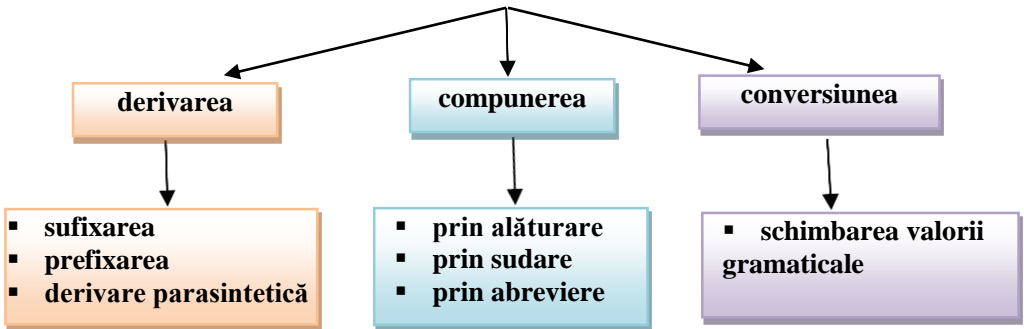 derivarea
compunerea
conversiunea
▪ sufixarea
▪ prefixarea
▪ derivare parasintetică
▪ prin alăturare
▪ prin sudare
▪ prin abreviere
▪ schimbarea valorii
gramaticale